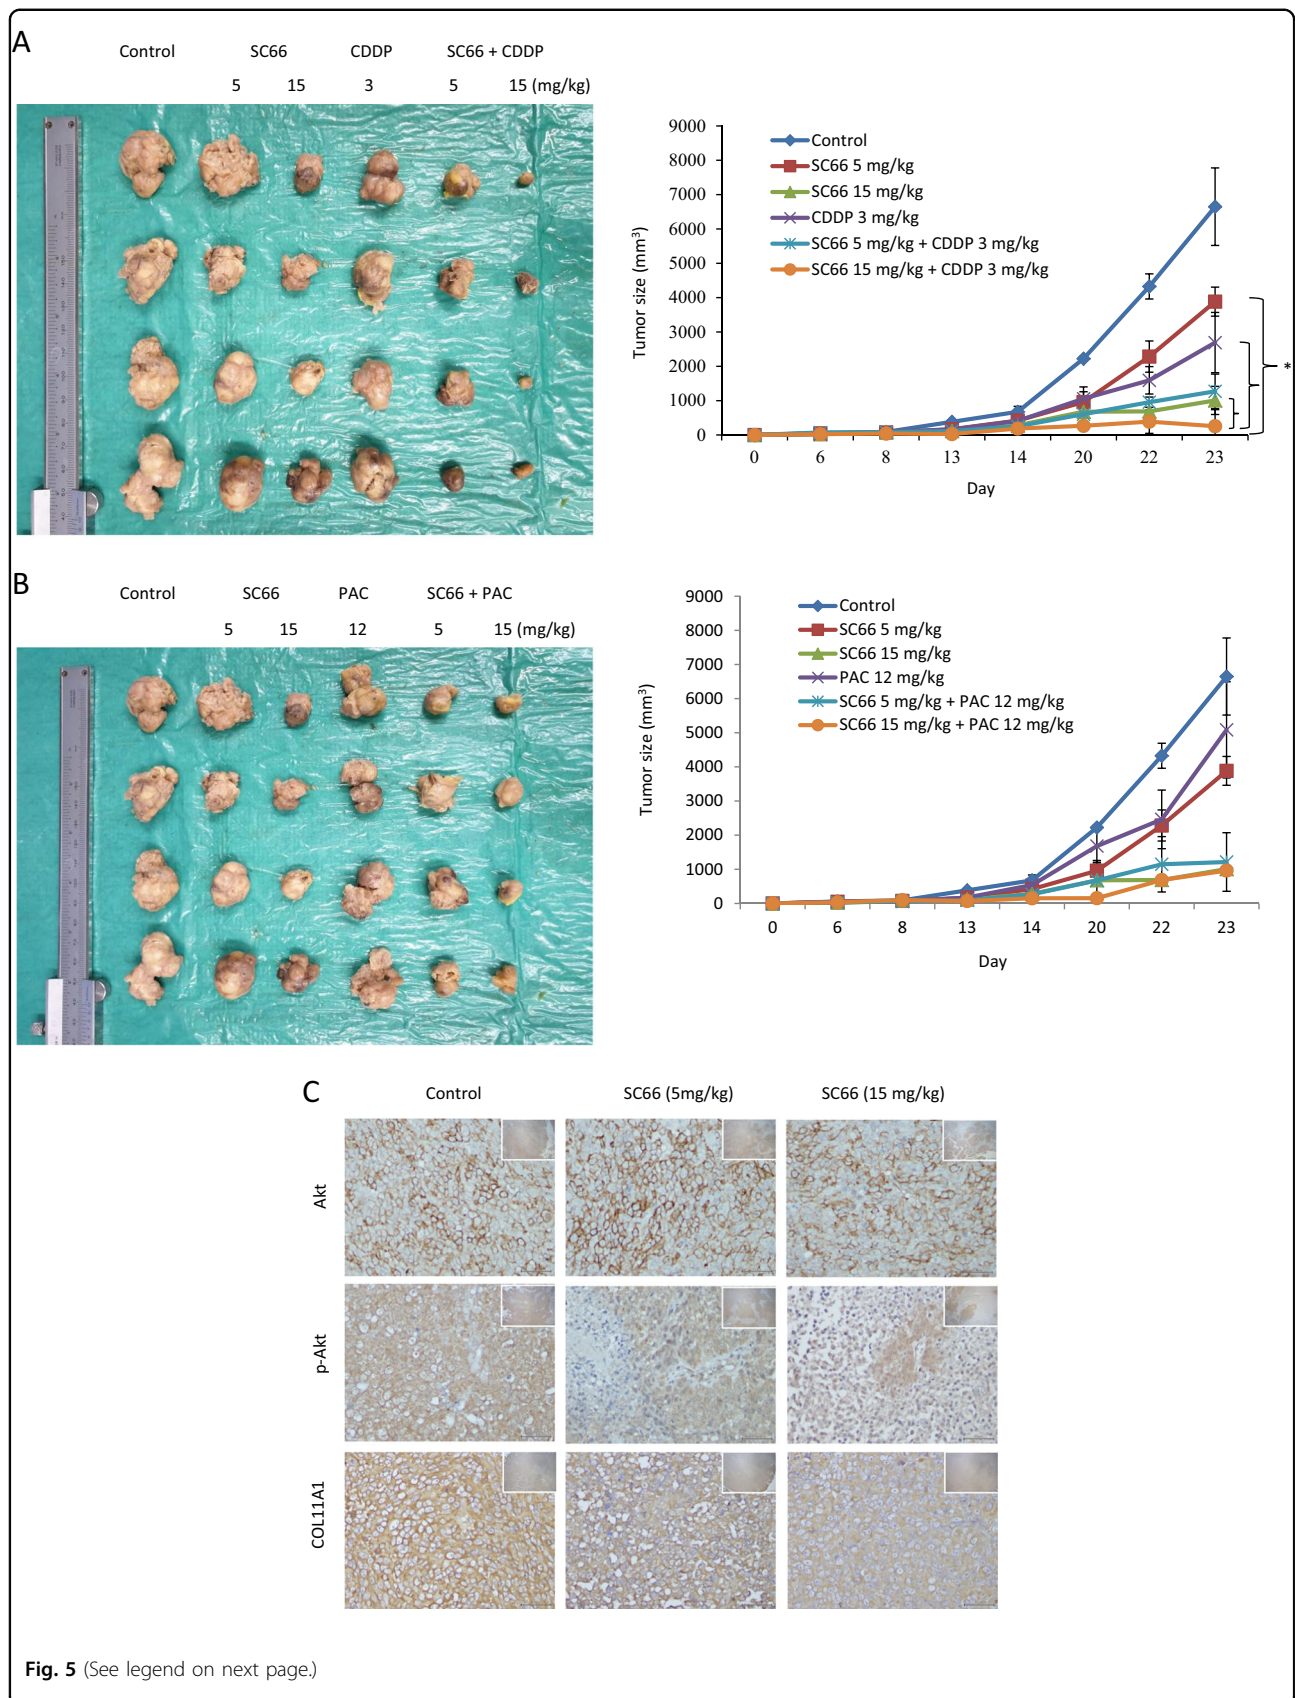 A
Control SC66 CDDP SC66 + CDDP
5 15 3 5 15 (mg/kg)
9000
8000
7000
6000
5000
4000
3000
2000
1000
0
Tumor size (mm³)
Control
SC66 5 mg/kg
SC66 15 mg/kg
CDDP 3 mg/kg
SC66 5 mg/kg + CDDP 3 mg/kg
SC66 15 mg/kg + CDDP 3 mg/kg
*
0 6 8 13 14 20 22 23
Day
B
Control SC66 PAC SC66 + PAC
5 15 12 5 15 (mg/kg)
9000
8000
7000
6000
5000
4000
3000
2000
1000
0
Tumor size (mm³)
Control
SC66 5 mg/kg
SC66 15 mg/kg
PAC 12 mg/kg
SC66 5 mg/kg + PAC 12 mg/kg
SC66 15 mg/kg + PAC 12 mg/kg
0 6 8 13 14 20 22 23
Day
C
Control SC66 (5mg/kg) SC66 (15 mg/kg)
Akt
p-Akt
COL11A1
Fig. 5 (See legend on next page.)